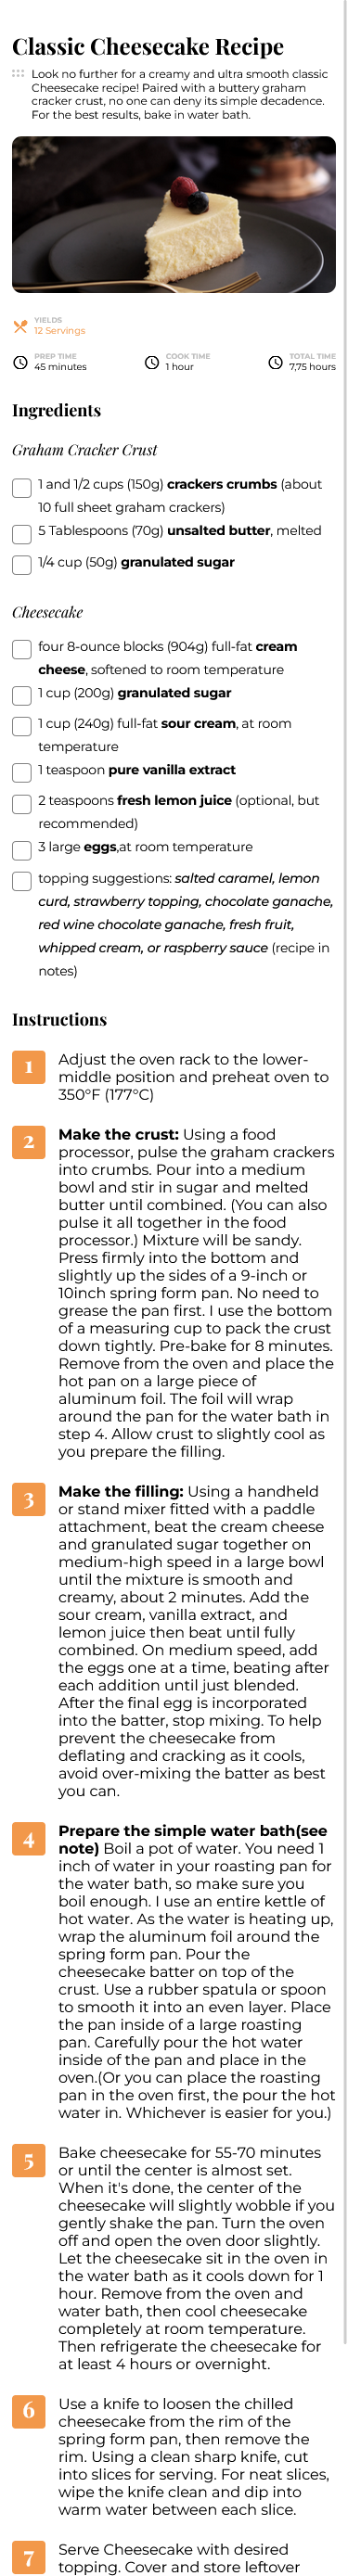 Classic Cheesecake Recipe
Look no further for a creamy and ultra smooth classic
Cheesecake recipe! Paired with a buttery graham
cracker crust, no one can deny its simple decadence.
For the best results, bake in water bath.
YIELDS
12 Servings
PREP TIME
45 minutes
COOK TIME
1 hour
TOTAL TIME
7,75 hours
Ingredients
Graham Cracker Crust
1 and 1/2 cups (150g) crackers crumbs (about
10 full sheet graham crackers)
5 Tablespoons (70g) unsalted butter, melted
1/4 cup (50g) granulated sugar
Cheesecake
four 8-ounce blocks (904g) full-fat cream
cheese, softened to room temperature
1 cup (200g) granulated sugar
1 cup (240g) full-fat sour cream, at room
temperature
1 teaspoon pure vanilla extract
2 teaspoons fresh lemon juice (optional, but
recommended)
3 large eggs,at room temperature
topping suggestions: salted caramel, lemon
curd, strawberry topping, chocolate ganache,
red wine chocolate ganache, fresh fruit,
whipped cream, or raspberry sauce (recipe in
notes)
Instructions
1
Adjust the oven rack to the lower-
middle position and preheat oven to
350°F (177°C)
2
Make the crust: Using a food
processor, pulse the graham crackers
into crumbs. Pour into a medium
bowl and stir in sugar and melted
butter until combined. (You can also
pulse it all together in the food
processor.) Mixture will be sandy.
Press firmly into the bottom and
slightly up the sides of a 9-inch or
10inch spring form pan. No need to
grease the pan first. I use the bottom
of a measuring cup to pack the crust
down tightly. Pre-bake for 8 minutes.
Remove from the oven and place the
hot pan on a large piece of
aluminum foil. The foil will wrap
around the pan for the water bath in
step 4. Allow crust to slightly cool as
you prepare the filling.
3
Make the filling: Using a handheld
or stand mixer fitted with a paddle
attachment, beat the cream cheese
and granulated sugar together on
medium-high speed in a large bowl
until the mixture is smooth and
creamy, about 2 minutes. Add the
sour cream, vanilla extract, and
lemon juice then beat until fully
combined. On medium speed, add
the eggs one at a time, beating after
each addition until just blended.
After the final egg is incorporated
into the batter, stop mixing. To help
prevent the cheesecake from
deflating and cracking as it cools,
avoid over-mixing the batter as best
you can.
4
Prepare the simple water bath(see
note) Boil a pot of water. You need 1
inch of water in your roasting pan for
the water bath, so make sure you
boil enough. I use an entire kettle of
hot water. As the water is heating up,
wrap the aluminum foil around the
spring form pan. Pour the
cheesecake batter on top of the
crust. Use a rubber spatula or spoon
to smooth it into an even layer. Place
the pan inside of a large roasting
pan. Carefully pour the hot water
inside of the pan and place in the
oven.(Or you can place the roasting
pan in the oven first, the pour the hot
water in. Whichever is easier for you.)
5
Bake cheesecake for 55-70 minutes
or until the center is almost set.
When it's done, the center of the
cheesecake will slightly wobble if you
gently shake the pan. Turn the oven
off and open the oven door slightly.
Let the cheesecake sit in the oven in
the water bath as it cools down for 1
hour. Remove from the oven and
water bath, then cool cheesecake
completely at room temperature.
Then refrigerate the cheesecake for
at least 4 hours or overnight.
6
Use a knife to loosen the chilled
cheesecake from the rim of the
spring form pan, then remove the
rim. Using a clean sharp knife, cut
into slices for serving. For neat slices,
wipe the knife clean and dip into
warm water between each slice.
7
Serve Cheesecake with desired
topping. Cover and store leftover